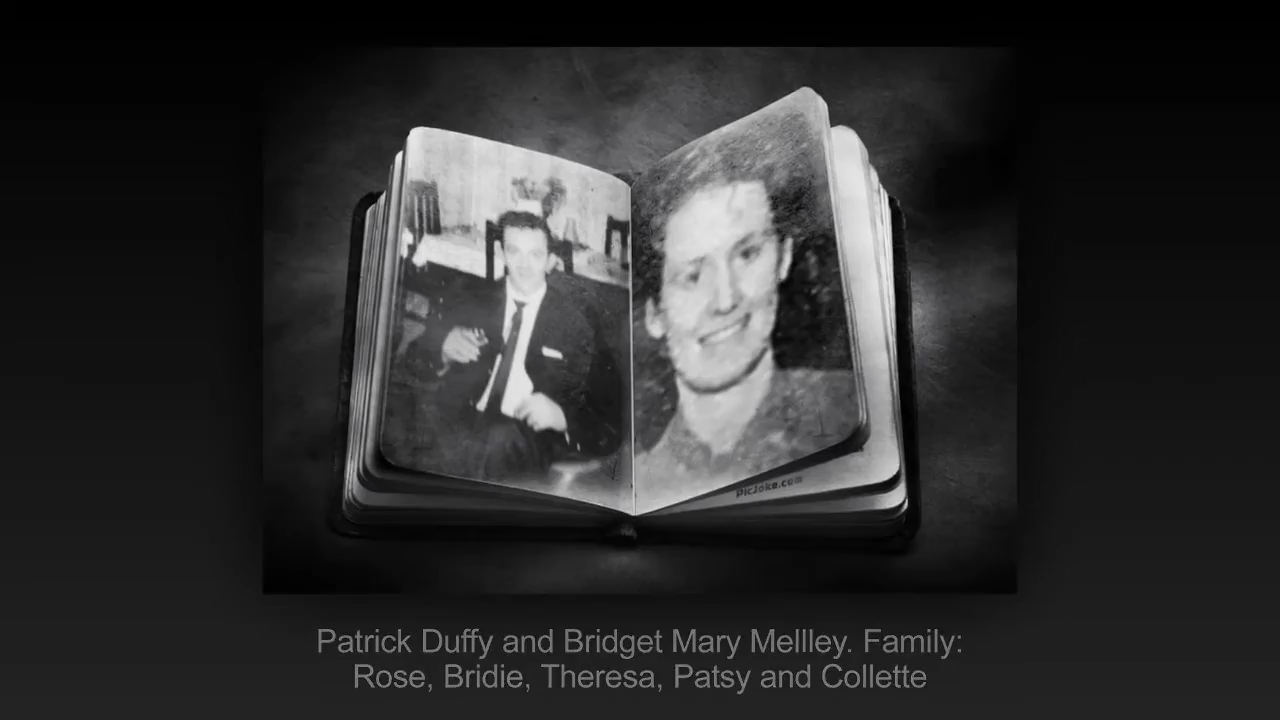 PicJoke.com
Patrick Duffy and Bridget Mary Mellley. Family:
Rose, Bridie, Theresa, Patsy and Collette